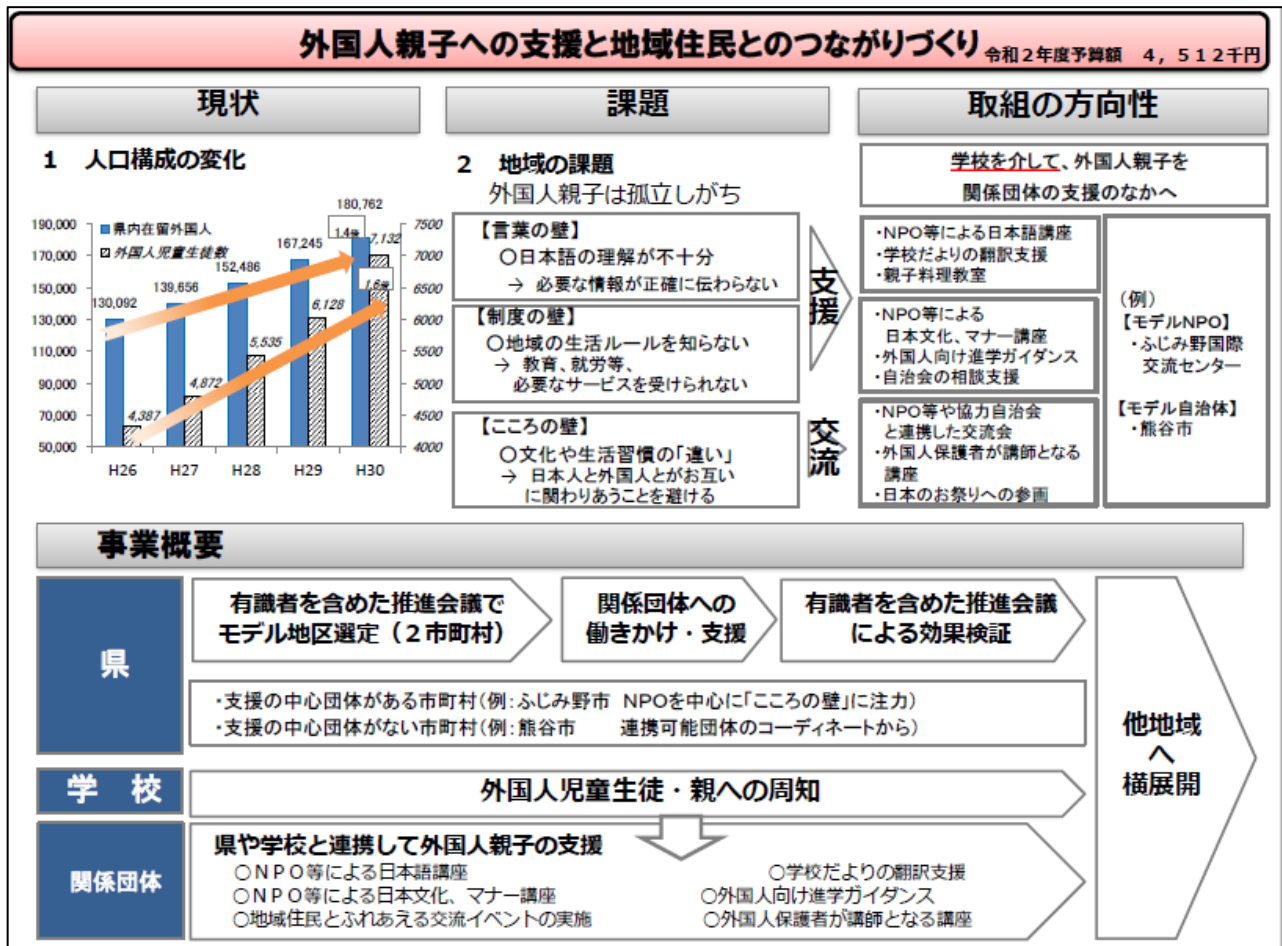 外国人親子への支援と地域住民とのつながりづくり 令和2年度予算額 4,512千円
現状
1 人口構成の変化
190,000
170,000
150,000
130,000
110,000
90,000
70,000
50,000
県内在留外国人
外国人児童生徒数
130,092
139,656
152,486
167,245
180,762
4,387
4,872
5,535
6,128
7,132
1.4倍
1.6倍
7500
7000
6500
6000
5500
5000
4500
4000
H26
H27
H28
H29
H30
課題
2 地域の課題
外国人親子は孤立しがち
【言葉の壁】
○日本語の理解が不十分
→ 必要な情報が正確に伝わらない
【制度の壁】
○地域の生活ルールを知らない
→ 教育、就労等、
必要なサービスを受けられない
【こころの壁】
○文化や生活習慣の「違い」
→ 日本人と外国人とがお互い
に関わりあうことを避ける
支援
交流
取組の方向性
学校を介して、外国人親子を
関係団体の支援のなかへ
・NPO等による日本語講座
・学校だよりの翻訳支援
・親子料理教室
・NPO等による
日本文化、マナー講座
・外国人向け進学ガイダンス
・自治会の相談支援
・NPO等や協力自治会
と連携した交流会
・外国人保護者が講師となる
講座
・日本のお祭りへの参画
(例)
【モデルNPO】
・ふじみ野国際
交流センター
【モデル自治体】
・熊谷市
事業概要
県
有識者を含めた推進会議で
モデル地区選定(2市町村)
関係団体への
働きかけ・支援
有識者を含めた推進会議
による効果検証
・支援の中心団体がある市町村(例:ふじみ野市 NPOを中心に「こころの壁」に注力)
・支援の中心団体がない市町村(例:熊谷市 連携可能団体のコーディネートから)
学校
外国人児童生徒・親への周知
関係団体
県や学校と連携して外国人親子の支援
○NPO等による日本語講座
○学校だよりの翻訳支援
○NPO等による日本文化、マナー講座
○外国人向け進学ガイダンス
○地域住民とふれあえる交流イベントの実施
○外国人保護者が講師となる講座
他地域
へ
横展開